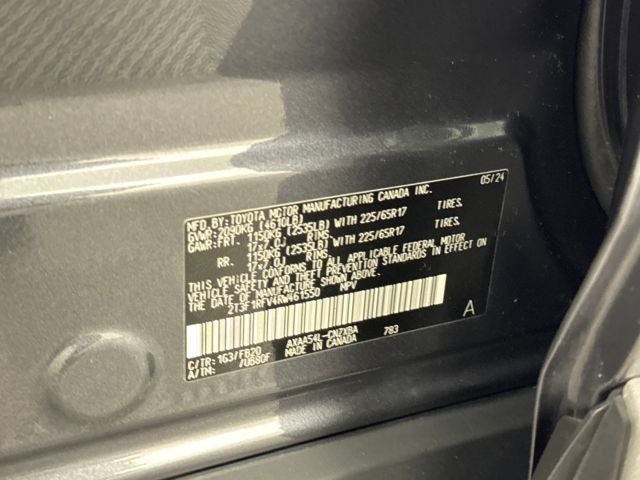 MFD.BY:TOYOTA MOTOR MANUFACTURING CANADA INC. 05/24
GVWR:2090KG (4610LB)
GAWR:FRT. 1150KG (2535LB) WITH 225/65R17 TIRES.
17x7.0J RIMS.
RR. 1150KG (2535LB) WITH 225/65R17 TIRES.
17x7.0J RIMS.
THIS VEHICLE CONFORMS TO ALL APPLICABLE FEDERAL MOTOR
VEHICLE SAFETY AND THEFT PREVENTION STANDARDS IN EFFECT ON
THE DATE OF MANUFACTURE SHOWN ABOVE.
2T3F1RFV4RW461550 MPV
A
C/TR: 1G3/FB20 AXAA54L-CNZXBA 783
A/TM: /UB80F MADE IN CANADA